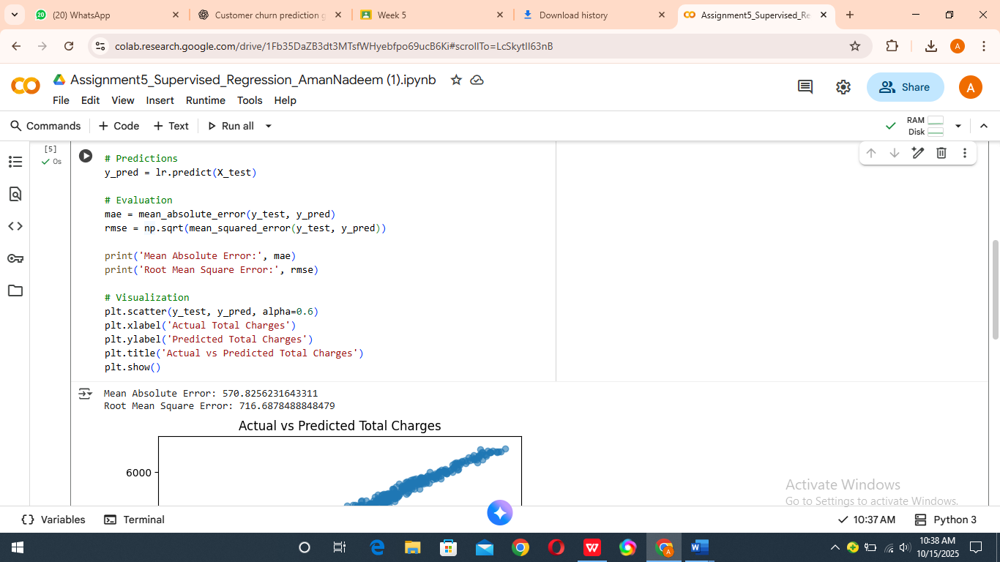 20
(20) WhatsApp
Customer churn prediction g
Week 5
Download history
Assignment5_Supervised_Re
colab.research.google.com/drive/1Fb35DaZB3dt3MTsfWHyebfpo69ucB6Ki#scrollTo=LcSkytII63nB
A
Assignment5_Supervised_Regression_AmanNadeem (1).ipynb
File Edit View Insert Runtime Tools Help
Share
A
Commands + Code + Text Run all
RAM
Disk
[5]
0s
# Predictions
y_pred = lr.predict(X_test)
# Evaluation
mae = mean_absolute_error(y_test, y_pred)
rmse = np.sqrt(mean_squared_error(y_test, y_pred))
print('Mean Absolute Error:', mae)
print('Root Mean Square Error:', rmse)
# Visualization
plt.scatter(y_test, y_pred, alpha=0.6)
plt.xlabel('Actual Total Charges')
plt.ylabel('Predicted Total Charges')
plt.title('Actual vs Predicted Total Charges')
plt.show()
Mean Absolute Error: 570.8256231643311
Root Mean Square Error: 716.6878488848479
Actual vs Predicted Total Charges
6000
Activate Windows
Go to Settings to activate Windows.
Variables Terminal
10:37 AM Python 3
10:38 AM
10/15/2025